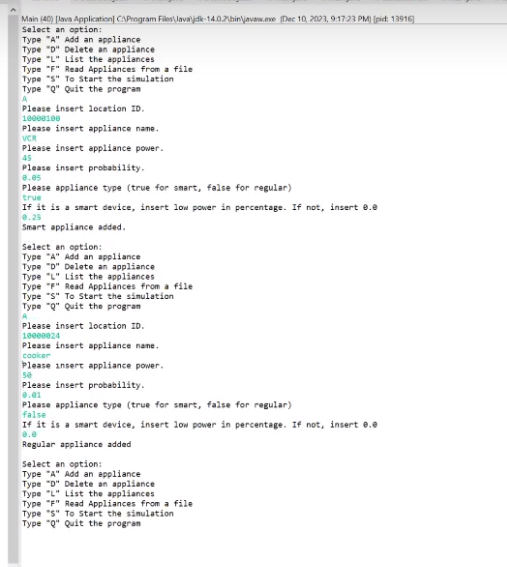 Main (40) [Java Application] C:\Program Files\Java\jdk-14.0.2\bin\javaw.exe (Dec 10, 2023, 9:17:23 PM) [pid: 13916]
Select an option:
Type "A" Add an appliance
Type "D" Delete an appliance
Type "L" List the appliances
Type "F" Read Appliances from a file
Type "S" To Start the simulation
Type "Q" Quit the program
A
Please insert location ID.
10000100
Please insert appliance name.
VCR
Please insert appliance power.
45
Please insert probability.
0.05
Please appliance type (true for smart, false for regular)
true
If it is a smart device, insert low power in percentage. If not, insert 0.0
0.25
Smart appliance added.
Select an option:
Type "A" Add an appliance
Type "D" Delete an appliance
Type "L" List the appliances
Type "F" Read Appliances from a file
Type "S" To Start the simulation
Type "Q" Quit the program
A
Please insert location ID.
10000024
Please insert appliance name.
cooker
Please insert appliance power.
50
Please insert probability.
0.01
Please appliance type (true for smart, false for regular)
false
If it is a smart device, insert low power in percentage. If not, insert 0.0
0.0
Regular appliance added
Select an option:
Type "A" Add an appliance
Type "D" Delete an appliance
Type "L" List the appliances
Type "F" Read Appliances from a file
Type "S" To Start the simulation
Type "Q" Quit the program